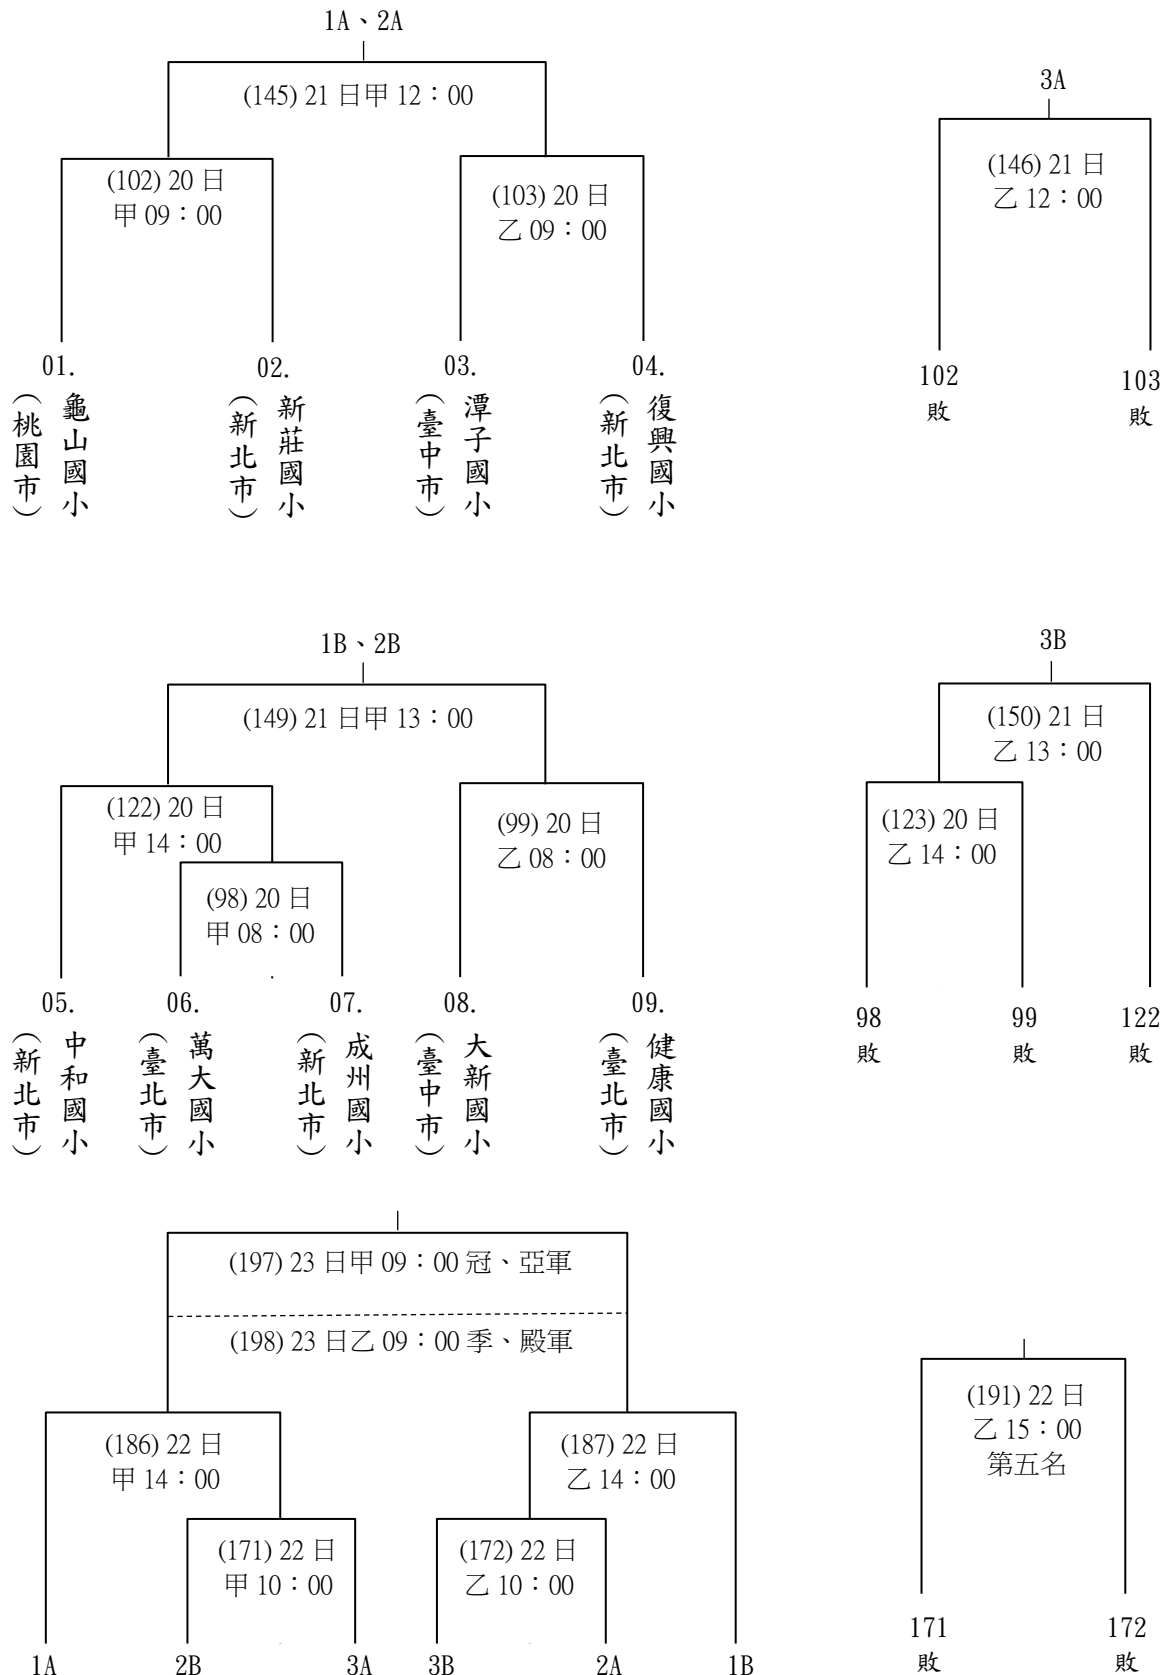 1A、2A
(145) 21 日甲 12：00
(102) 20 日
甲 09：00
(103) 20 日
乙 09：00
01.
龜山國小
(桃園市)
02.
新莊國小
(新北市)
03.
潭子國小
(臺中市)
04.
復興國小
(新北市)
3A
(146) 21 日
乙 12：00
102
敗
103
敗
1B、2B
(149) 21 日甲 13：00
(122) 20 日
甲 14：00
(98) 20 日
甲 08：00
(99) 20 日
乙 08：00
05.
中和國小
(新北市)
06.
萬大國小
(臺北市)
07.
成州國小
(新北市)
08.
大新國小
(臺中市)
09.
健康國小
(臺北市)
3B
(150) 21 日
乙 13：00
(123) 20 日
乙 14：00
98
敗
99
敗
122
敗
(197) 23 日甲 09：00 冠、亞軍
(198) 23 日乙 09：00 季、殿軍
(186) 22 日
甲 14：00
(187) 22 日
乙 14：00
(171) 22 日
甲 10：00
(172) 22 日
乙 10：00
1A
2B
3A
3B
2A
1B
(191) 22 日
乙 15：00
第五名
171
敗
172
敗